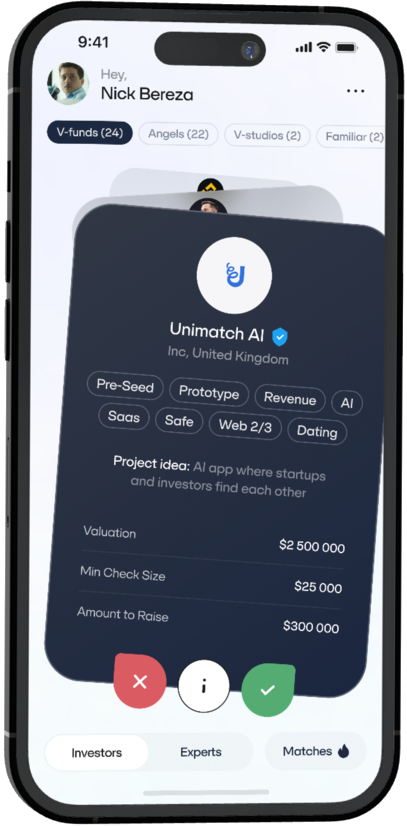 9:41
Hey,
Nick Bereza
V-funds (24) Angels (22) V-studios (2) Familiar (2)
Unimatch AI
Inc, United Kingdom
Pre-Seed Prototype Revenue AI
Saas Safe Web 2/3 Dating
Project idea: AI app where startups
and investors find each other
Valuation $2 500 000
Min Check Size $25 000
Amount to Raise $300 000
i
Investors Experts Matches